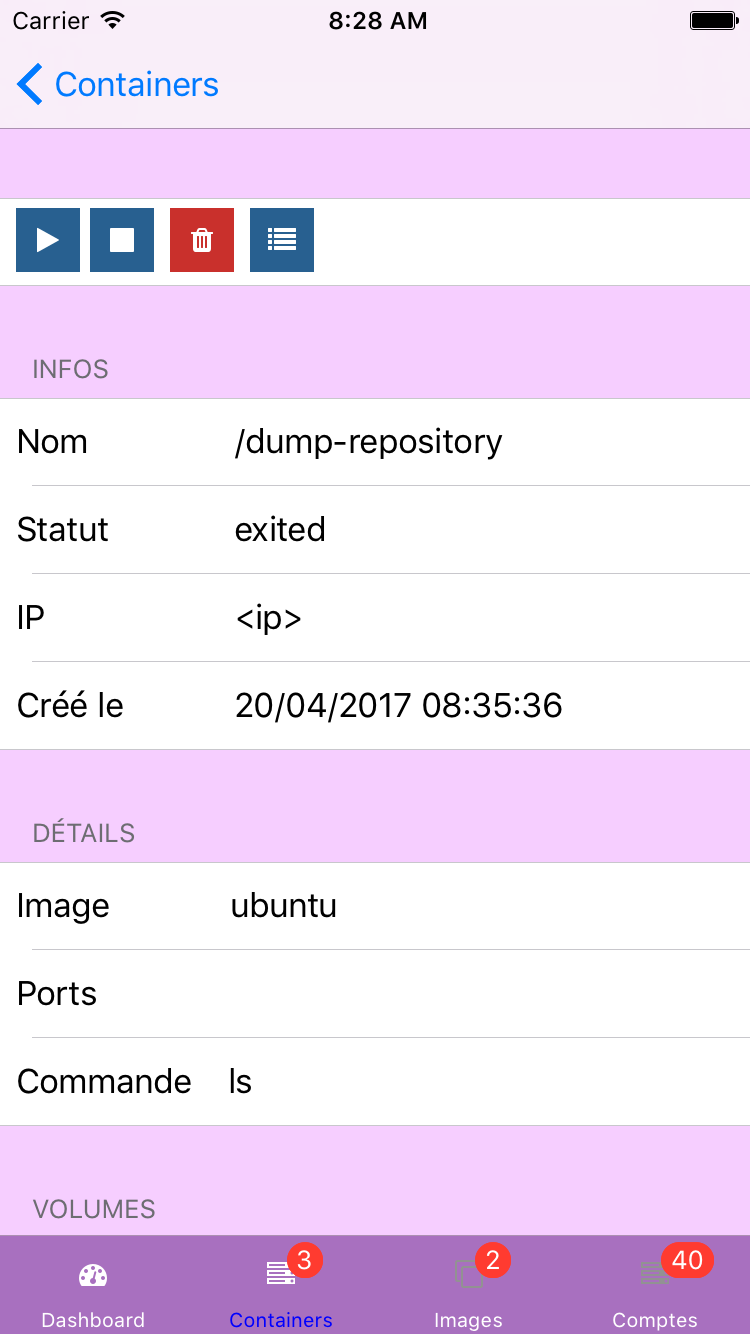 Carrier 8:28 AM
Containers
INFOS
Nom /dump-repository
Statut exited
IP <ip>
Créé le 20/04/2017 08:35:36
DÉTAILS
Image ubuntu
Ports
Commande ls
VOLUMES
3 2 40
Dashboard Containers Images Comptes